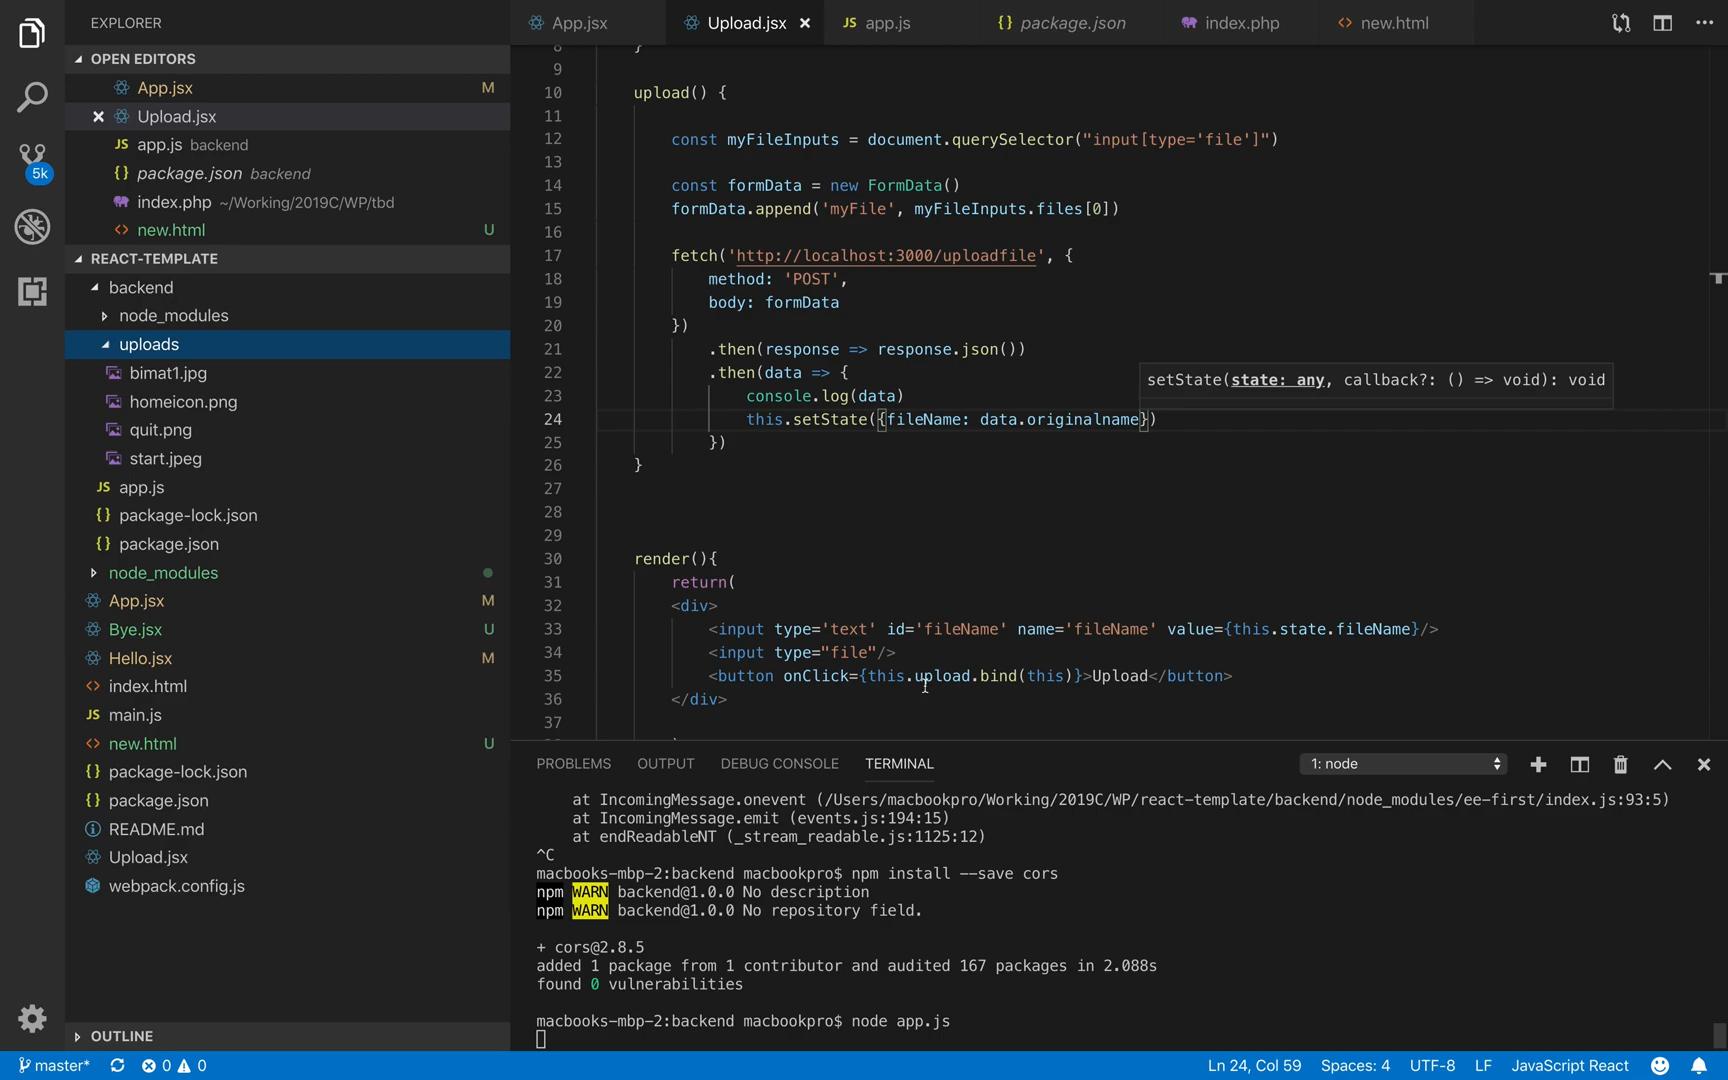 EXPLORER
OPEN EDITORS
App.jsx M
Upload.jsx
JS app.js backend
{} package.json backend
index.php ~/Working/2019C/WP/tbd
<> new.html U
5k
REACT-TEMPLATE
backend
node_modules
uploads
bimat1.jpg
homeicon.png
quit.png
start.jpeg
JS app.js
{} package-lock.json
{} package.json
node_modules
App.jsx M
Bye.jsx U
Hello.jsx M
<> index.html
JS main.js
<> new.html U
{} package-lock.json
{} package.json
README.md
Upload.jsx
webpack.config.js
OUTLINE
App.jsx Upload.jsx JS app.js {} package.json index.php <> new.html
8 }
9
10 upload() {
11
12 const myFileInputs = document.querySelector("input[type='file']")
13
14 const formData = new FormData()
15 formData.append('myFile', myFileInputs.files[0])
16
17 fetch('http://localhost:3000/uploadfile', {
18 method: 'POST',
19 body: formData
20 })
21 .then(response => response.json())
22 .then(data => {
setState(state: any, callback?: () => void): void
23 console.log(data)
24 this.setState({fileName: data.originalname})
25 })
26 }
27
28
29
30 render(){
31 return(
32 <div>
33 <input type='text' id='fileName' name='fileName' value={this.state.fileName}/>
34 <input type="file"/>
35 <button onClick={this.upload.bind(this)}>Upload</button>
36 </div>
37
PROBLEMS OUTPUT DEBUG CONSOLE TERMINAL 1: node
at IncomingMessage.onevent (/Users/macbookpro/Working/2019C/WP/react-template/backend/node_modules/ee-first/index.js:93:5)
at IncomingMessage.emit (events.js:194:15)
at endReadableNT (_stream_readable.js:1125:12)
^C
macbooks-mbp-2:backend macbookpro$ npm install --save cors
npm WARN backend@1.0.0 No description
npm WARN backend@1.0.0 No repository field.
+ cors@2.8.5
added 1 package from 1 contributor and audited 167 packages in 2.088s
found 0 vulnerabilities
macbooks-mbp-2:backend macbookpro$ node app.js
master* 0 0 Ln 24, Col 59 Spaces: 4 UTF-8 LF JavaScript React